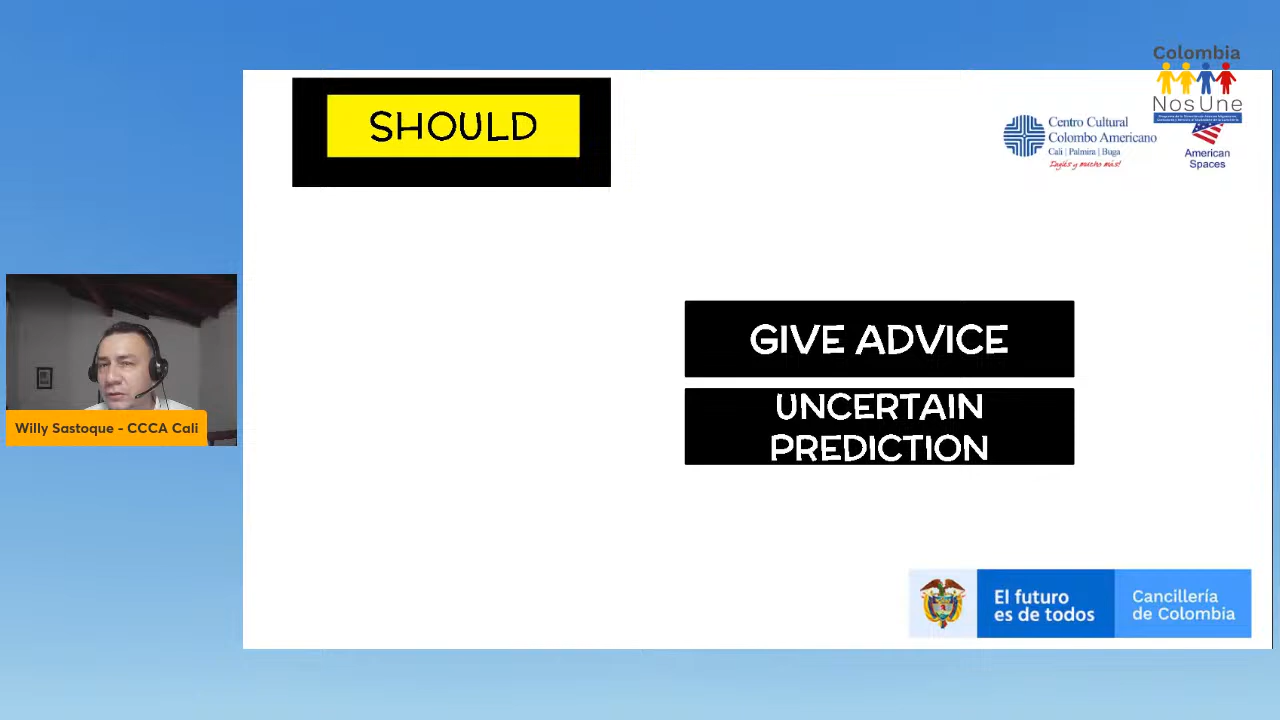 SHOULD
Colombia
NosUne
Centro Cultural
Colombo Americano
Cali | Palmira | Buga
Inglés y mucho más!
American
Spaces
GIVE ADVICE
UNCERTAIN
PREDICTION
Willy Sastoque - CCCA Cali
El futuro
es de todos
Cancillería
de Colombia